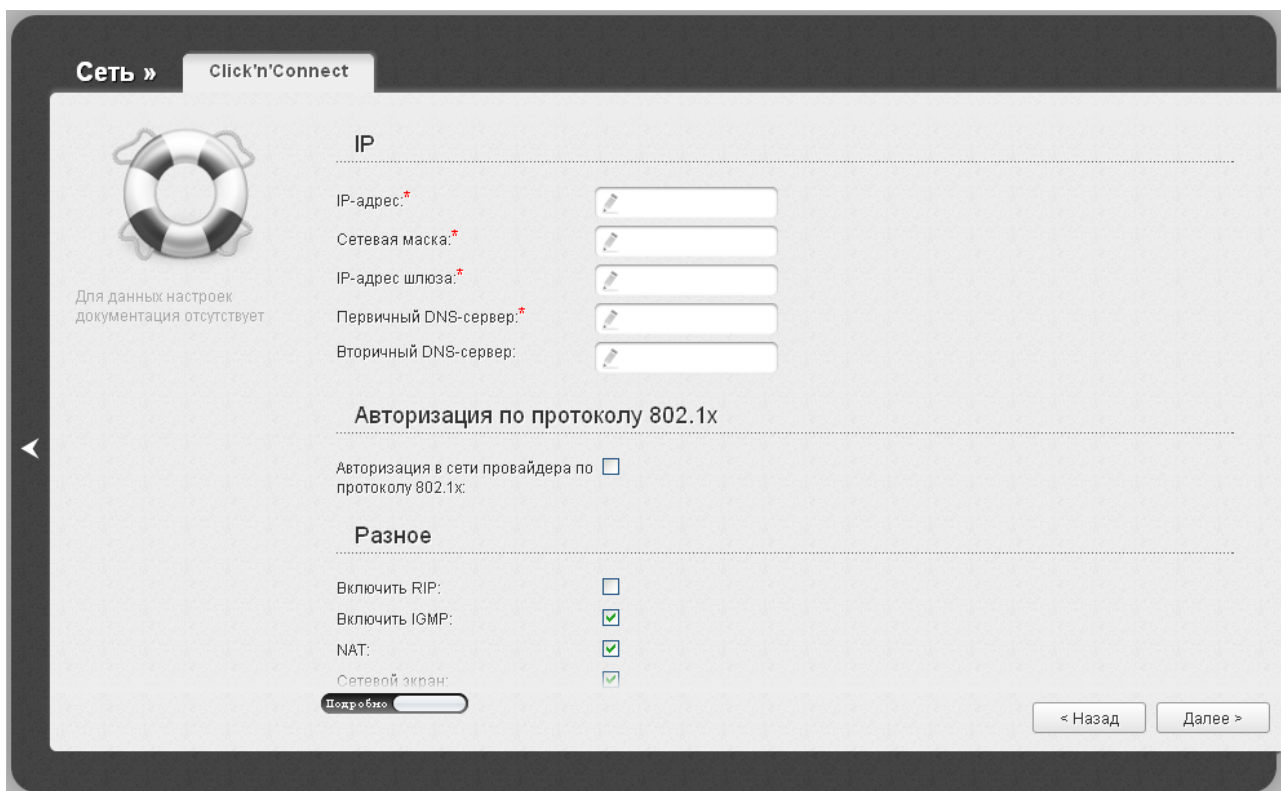 Сеть »
Click'n'Connect
Для данных настроек
документация отсутствует
IP
IP-адрес:*
Сетевая маска:*
IP-адрес шлюза:*
Первичный DNS-сервер:*
Вторичный DNS-сервер:
Авторизация по протоколу 802.1x
Авторизация в сети провайдера по
протоколу 802.1x:
Разное
Включить RIP:
Включить IGMP:
NAT:
Сетевой экран:
Подробно
< Назад
Далее >